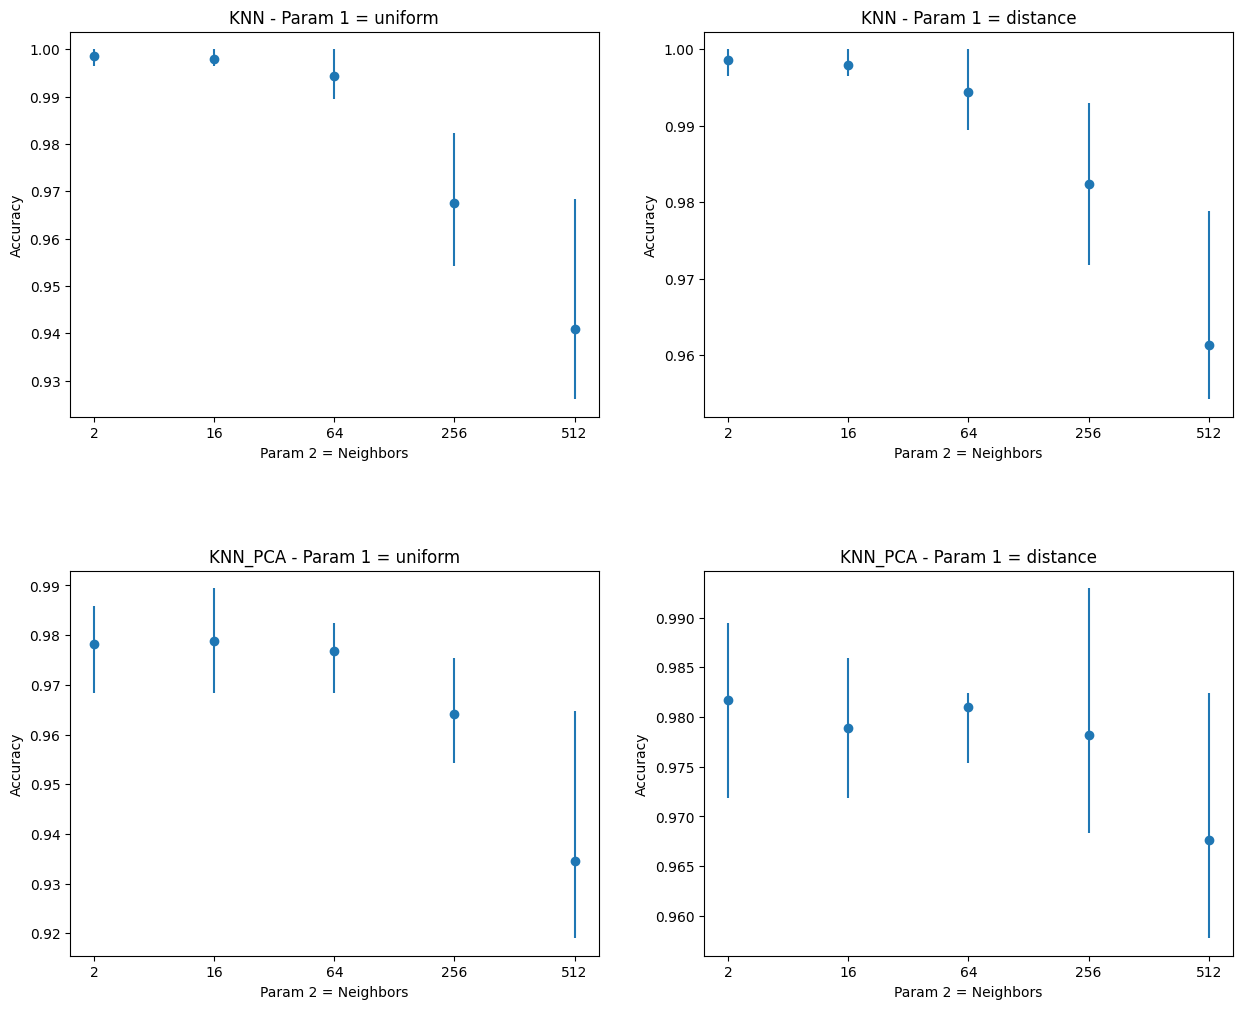 KNN - Param 1 = uniform
1.00
0.99
0.98
0.97
0.96
0.95
0.94
0.93
Accuracy
2 16 64 256 512
Param 2 = Neighbors
KNN - Param 1 = distance
1.00
0.99
0.98
0.97
0.96
Accuracy
2 16 64 256 512
Param 2 = Neighbors
KNN_PCA - Param 1 = uniform
0.99
0.98
0.97
0.96
0.95
0.94
0.93
0.92
Accuracy
2 16 64 256 512
Param 2 = Neighbors
KNN_PCA - Param 1 = distance
0.990
0.985
0.980
0.975
0.970
0.965
0.960
Accuracy
2 16 64 256 512
Param 2 = Neighbors